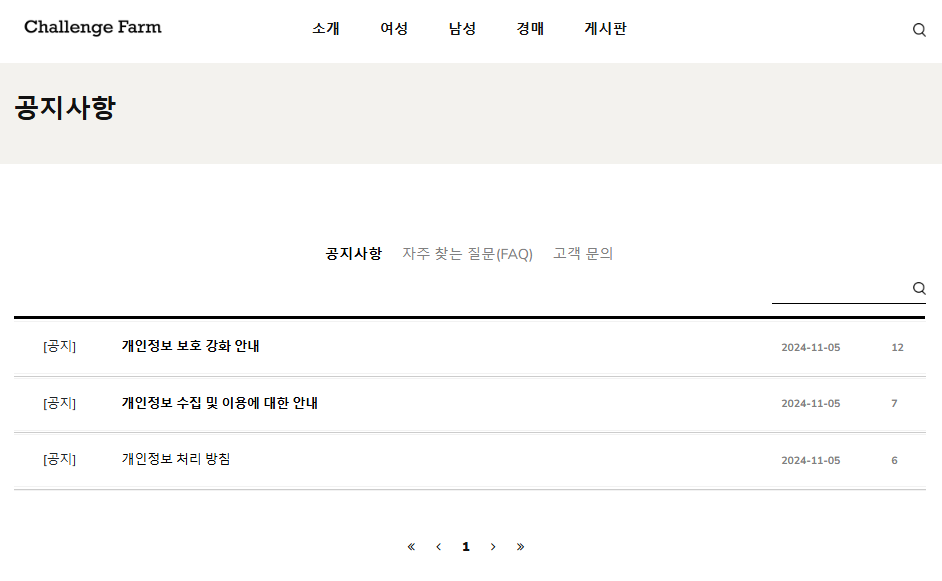 Challenge Farm 소개 여성 남성 경매 게시판
공지사항
공지사항 자주 찾는 질문(FAQ) 고객 문의
[공지] 개인정보 보호 강화 안내 2024-11-05 12
[공지] 개인정보 수집 및 이용에 대한 안내 2024-11-05 7
[공지] 개인정보 처리 방침 2024-11-05 6
« ‹ 1 › »